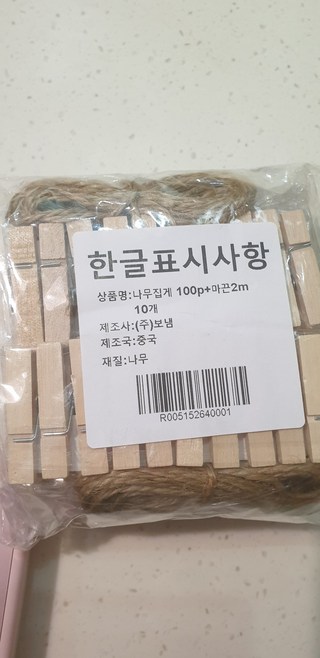 한글표시사항
상품명:나무집게 100p+마끈2m
10개
제조사:(주)보냄
제조국:중국
재질:나무
R005152640001